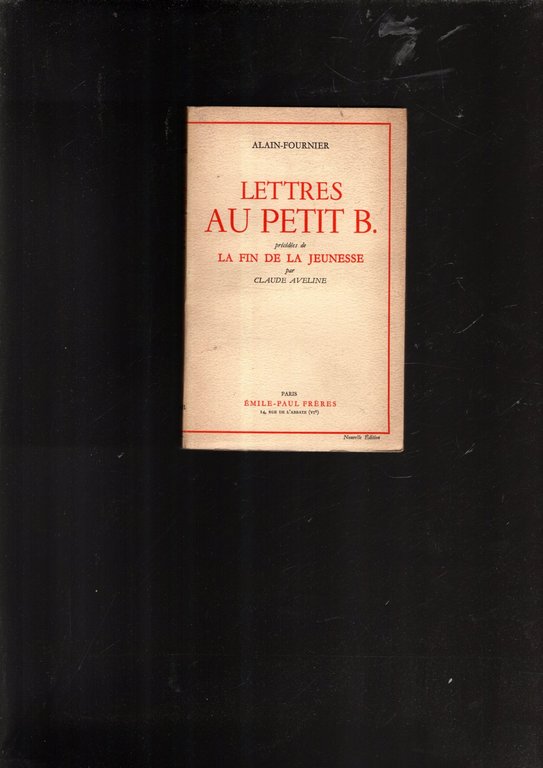 ALAIN-FOURNIER
LETTRES
AU PETIT B.
précédées de
LA FIN DE LA JEUNESSE
par
CLAUDE AVELINE
PARIS
ÉMILE-PAUL FRÈRES
14, RUE DE L'ABBAYE (VIᵉ)
Nouvelle Édition